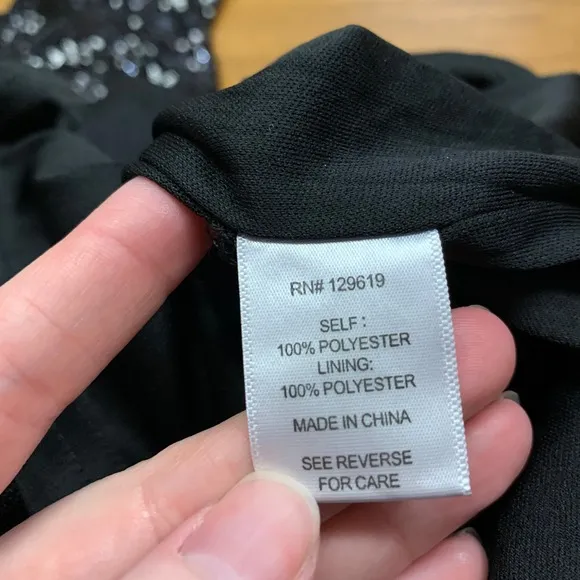 RN# 129619
SELF :
100% POLYESTER
LINING:
100% POLYESTER
MADE IN CHINA
SEE REVERSE
FOR CARE